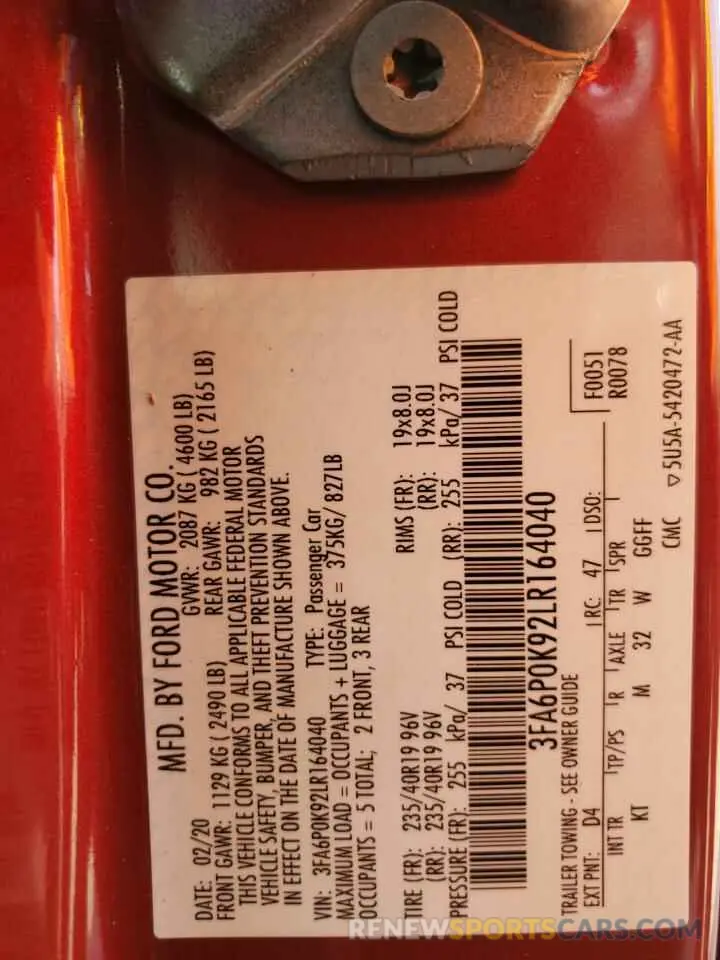 MFD. BY FORD MOTOR CO.
DATE: 02/20 GVWR: 2087 KG ( 4600 LB)
FRONT GAWR: 1129 KG ( 2490 LB) REAR GAWR: 982 KG ( 2165 LB)
THIS VEHICLE CONFORMS TO ALL APPLICABLE FEDERAL MOTOR
VEHICLE SAFETY, BUMPER, AND THEFT PREVENTION STANDARDS
IN EFFECT ON THE DATE OF MANUFACTURE SHOWN ABOVE.
VIN: 3FA6P0K92LR164040 TYPE: Passenger Car
MAXIMUM LOAD = OCCUPANTS + LUGGAGE = 375KG/ 827LB
OCCUPANTS = 5 TOTAL; 2 FRONT, 3 REAR
TIRE (FR): 235/40R19 96V RIMS (FR): 19x8.0J
(RR): 235/40R19 96V (RR): 19x8.0J
PRESSURE (FR): 255 kPa/ 37 PSI COLD (RR): 255 kPa/ 37 PSI COLD
3FA6P0K92LR164040
TRAILER TOWING - SEE OWNER GUIDE F0051
EXT PNT: D4 RC: 47 DSO: R0078
INT TR TP/PS R AXLE TR SPR
KT M 32 W GGFF
CMC ▽ 5U5A-5420472-AA
RENEWSPORTSCARS.COM